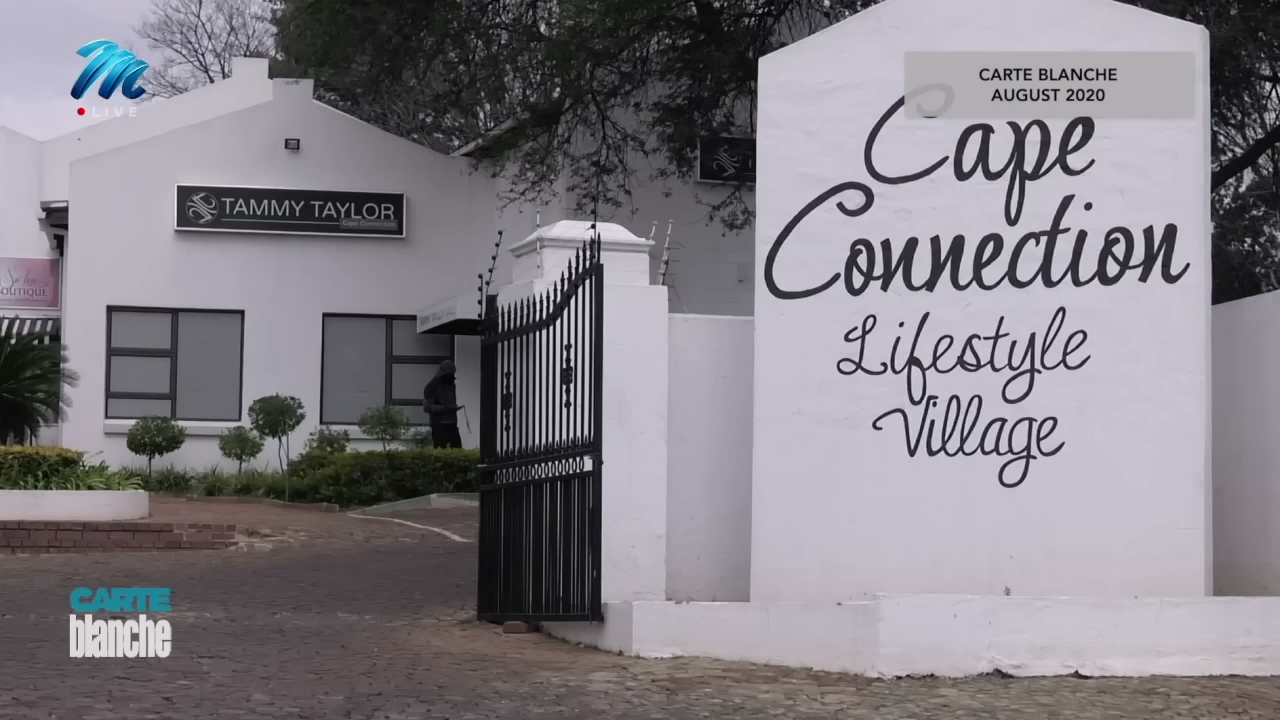 LIVE
CARTE BLANCHE
AUGUST 2020
Cape
Connection
Lifestyle
Village
TAMMY TAYLOR
Cape Connection
BOUTIQUE
CARTE
blanche